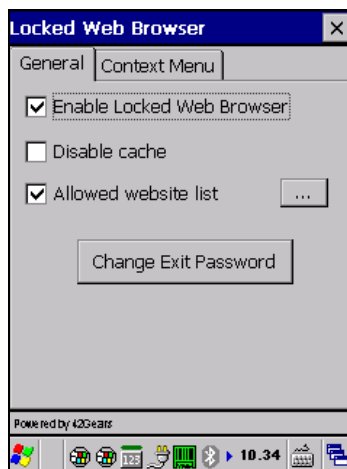 Locked Web Browser
General Context Menu
Enable Locked Web Browser
Disable cache
Allowed website list ...
Change Exit Password
Powered by 42Gears
123 10.34